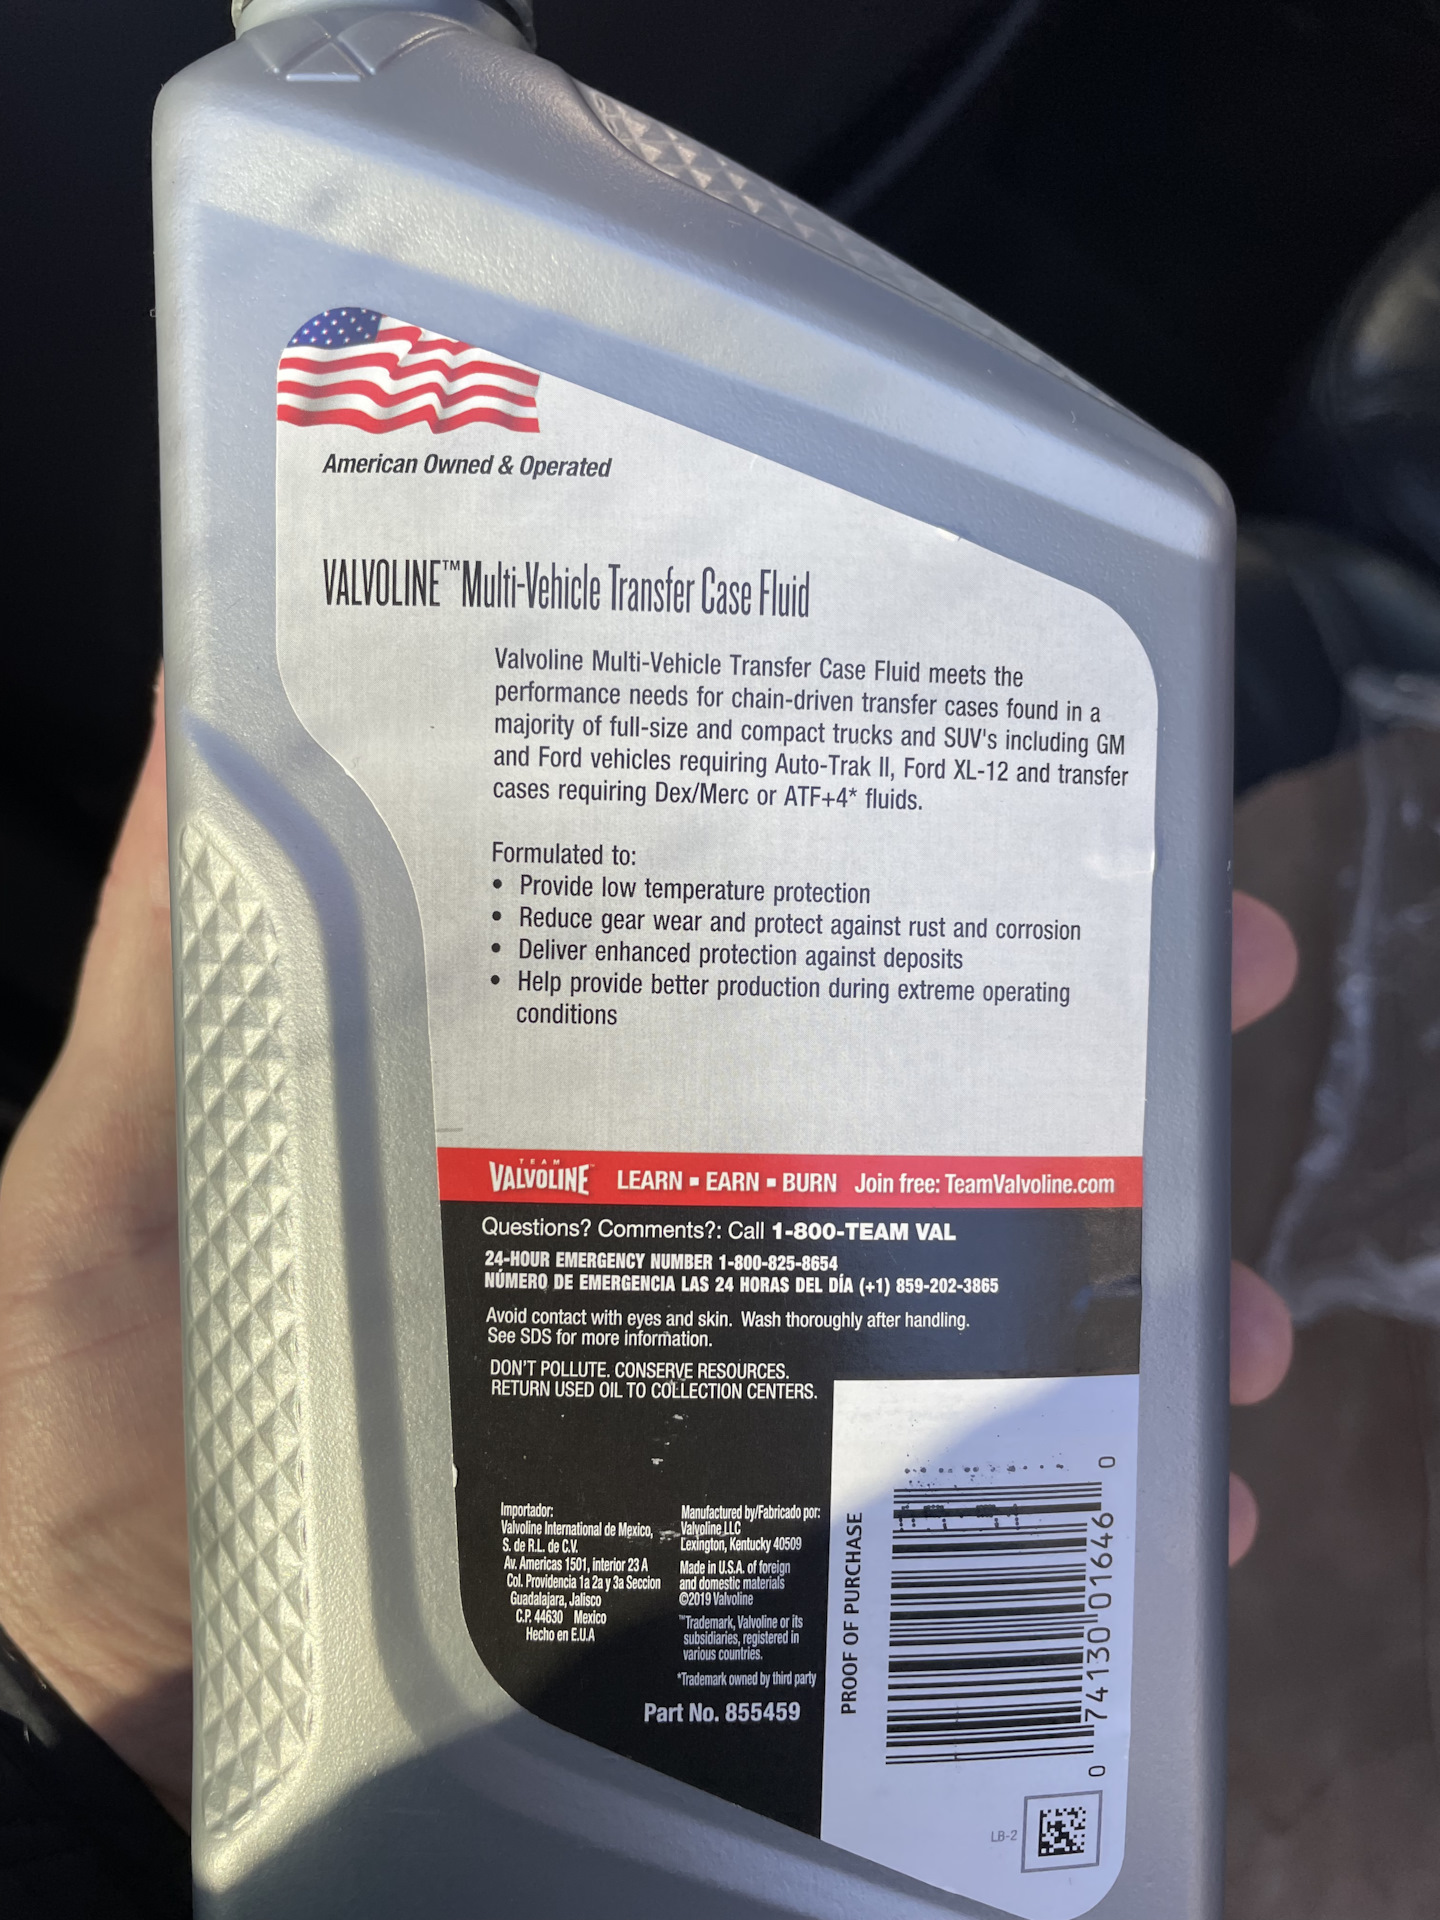 American Owned & Operated
VALVOLINE™ Multi-Vehicle Transfer Case Fluid
Valvoline Multi-Vehicle Transfer Case Fluid meets the
performance needs for chain-driven transfer cases found in a
majority of full-size and compact trucks and SUV's including GM
and Ford vehicles requiring Auto-Trak II, Ford XL-12 and transfer
cases requiring Dex/Merc or ATF+4* fluids.
Formulated to:
• Provide low temperature protection
• Reduce gear wear and protect against rust and corrosion
• Deliver enhanced protection against deposits
• Help provide better production during extreme operating
conditions
TEAM
VALVOLINE™ LEARN ▪ EARN ▪ BURN Join free: TeamValvoline.com
Questions? Comments?: Call 1-800-TEAM VAL
24-HOUR EMERGENCY NUMBER 1-800-825-8654
NÚMERO DE EMERGENCIA LAS 24 HORAS DEL DÍA (+1) 859-202-3865
Avoid contact with eyes and skin. Wash thoroughly after handling.
See SDS for more information.
DON'T POLLUTE. CONSERVE RESOURCES.
RETURN USED OIL TO COLLECTION CENTERS.
Importador:
Valvoline International de Mexico,
S. de R.L. de C.V.
Av. Americas 1501, interior 23 A
Col. Providencia 1a 2a y 3a Seccion
Guadalajara, Jalisco
C.P. 44630 Mexico
Hecho en E.U.A
Manufactured by/Fabricado por:
Valvoline LLC
Lexington, Kentucky 40509
Made in U.S.A. of foreign
and domestic materials
©2019 Valvoline
™Trademark, Valvoline or its
subsidiaries, registered in
various countries.
*Trademark owned by third party
Part No. 855459
PROOF OF PURCHASE
0 74130 01646 0
LB-2